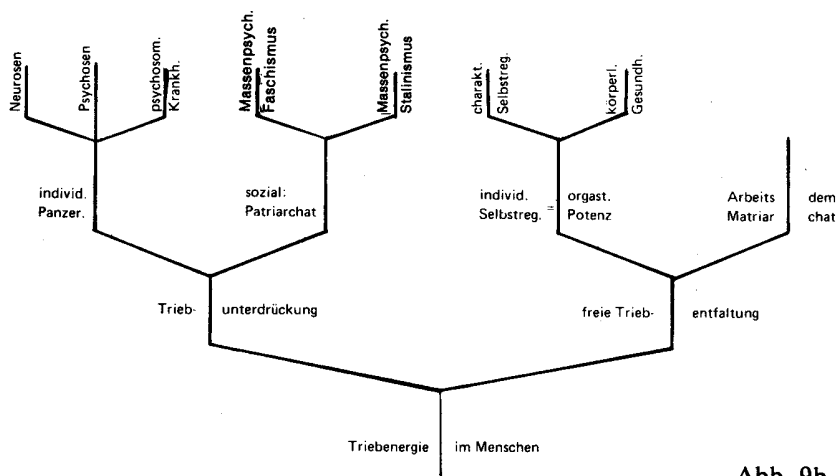 Neurosen
Psychosen
psychosom.
Krankh.
Massenpsych.
Faschismus
Massenpsych.
Stalinismus
charakt.
Selbstreg.
körperl.
Gesundh.
individ.
Panzer.
sozial:
Patriarchat
individ. orgast.
Selbstreg. = Potenz
Arbeits dem
Matriar chat
Trieb- unterdrückung
freie Trieb- entfaltung
Triebenergie im Menschen
Abb. 9b